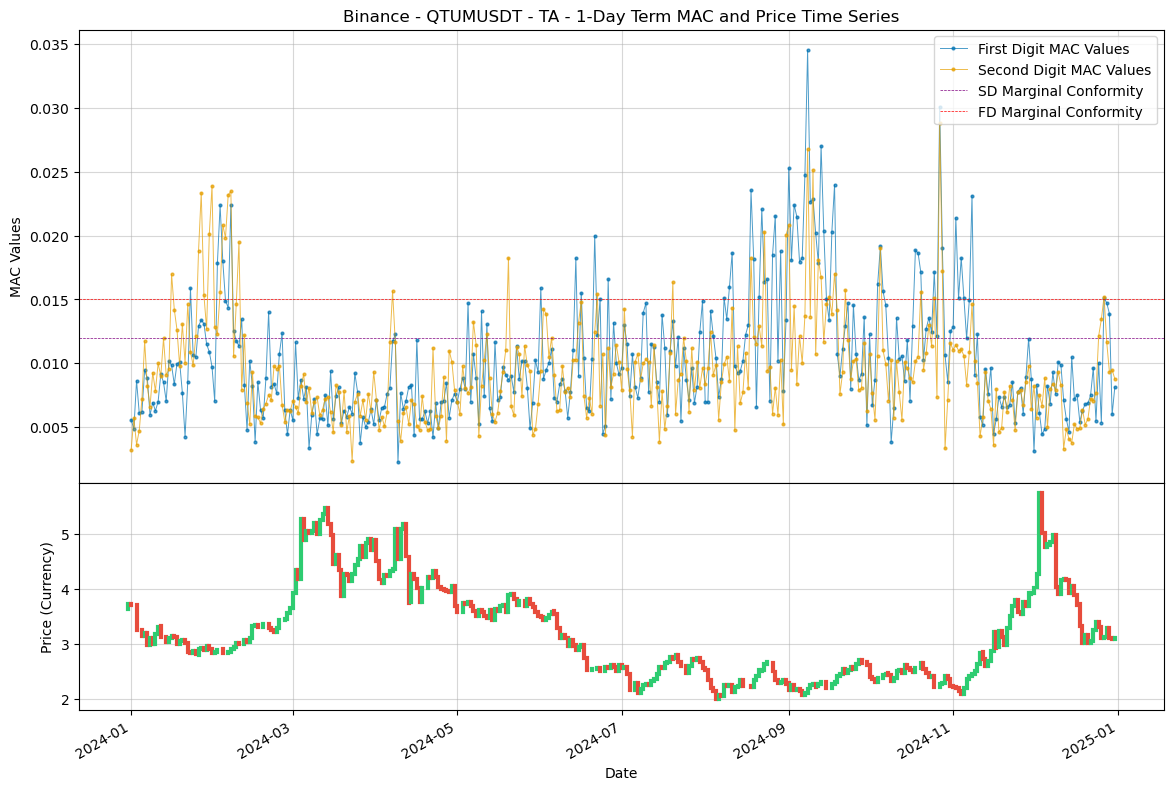 Binance - QTUMUSDT - TA - 1-Day Term MAC and Price Time Series
First Digit MAC Values
Second Digit MAC Values
SD Marginal Conformity
FD Marginal Conformity
MAC Values
0.035
0.030
0.025
0.020
0.015
0.010
0.005
Price (Currency)
5
4
3
2
2024-01
2024-03
2024-05
2024-07
2024-09
2024-11
2025-01
Date